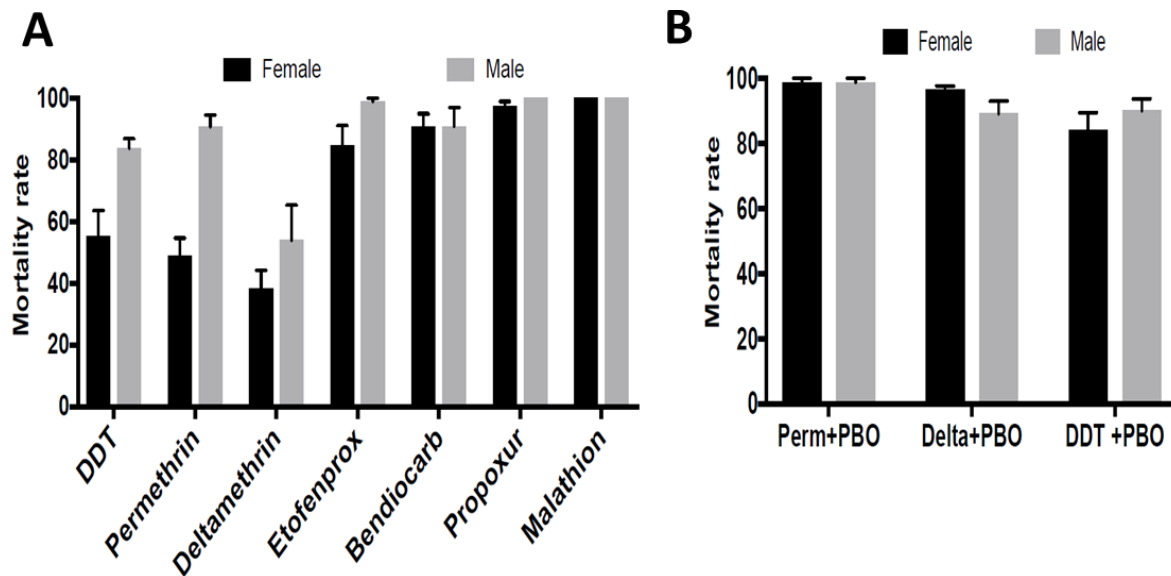 A
Female Male
Mortality rate
100
80
60
40
20
0
DDT
Permethrin
Deltamethrin
Etofenprox
Bendiocarb
Propoxur
Malathion
B
Female Male
Mortality rate
100
80
60
40
20
0
Perm+PBO Delta+PBO DDT +PBO